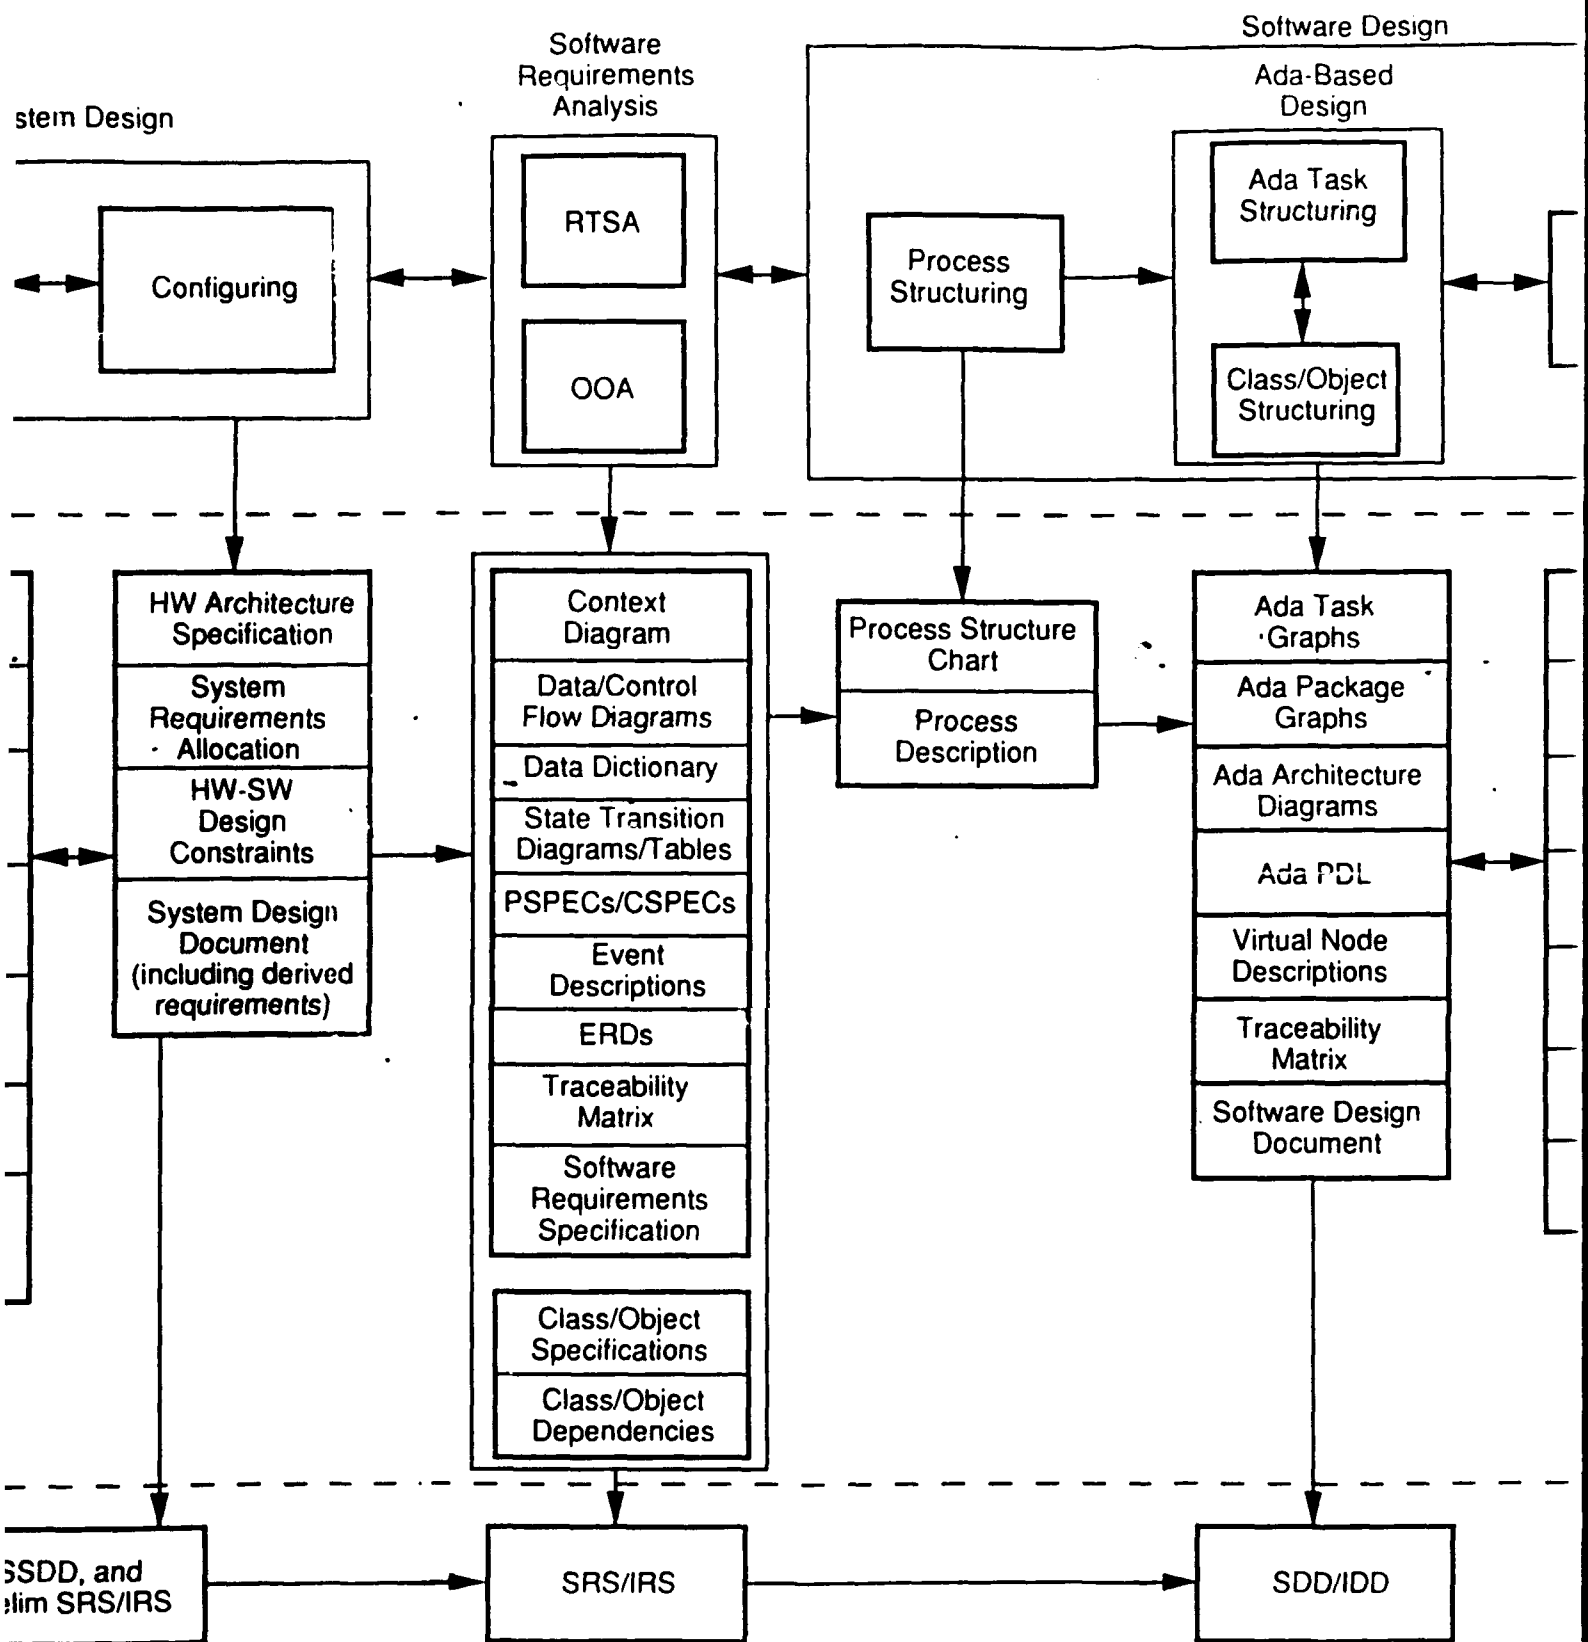 Software Design
Software
Requirements
Analysis
Ada-Based
Design
stem Design
RTSA
OOA
Configuring
Process
Structuring
Ada Task
Structuring
Class/Object
Structuring
HW Architecture
Specification
System
Requirements
Allocation
HW-SW
Design
Constraints
System Design
Document
(including derived
requirements)
Context
Diagram
Data/Control
Flow Diagrams
Data Dictionary
State Transition
Diagrams/Tables
PSPECs/CSPECs
Event
Descriptions
ERDs
Traceability
Matrix
Software
Requirements
Specification
Class/Object
Specifications
Class/Object
Dependencies
Process Structure
Chart
Process
Description
Ada Task
Graphs
Ada Package
Graphs
Ada Architecture
Diagrams
Ada PDL
Virtual Node
Descriptions
Traceability
Matrix
Software Design
Document
SSDD, and
elim SRS/IRS
SRS/IRS
SDD/IDD